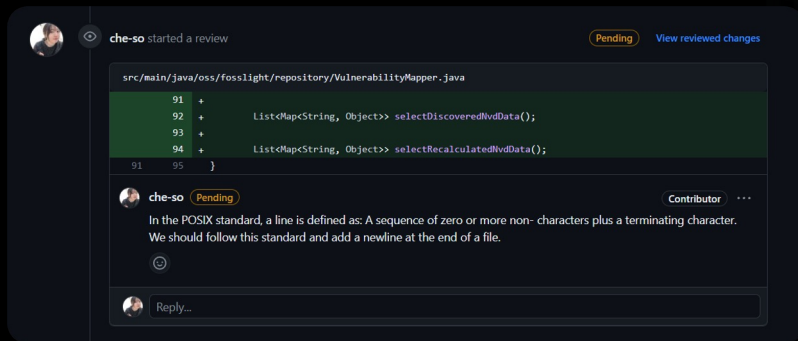 che-so started a review
Pending
View reviewed changes
src/main/java/oss/fosslight/repository/VulnerabilityMapper.java
91 +
92 + List<Map<String, Object>> selectDiscoveredNvdData();
93 +
94 + List<Map<String, Object>> selectRecalculatedNvdData();
91 95 }
che-so Pending Contributor ...
In the POSIX standard, a line is defined as: A sequence of zero or more non- characters plus a terminating character.
We should follow this standard and add a newline at the end of a file.
Reply...